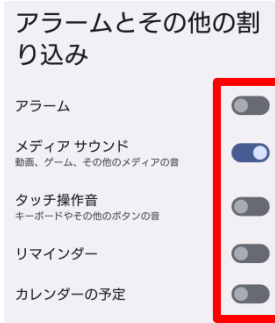 アラームとその他の割
り込み
アラーム
メディア サウンド
動画、ゲーム、その他のメディアの音
タッチ操作音
キーボードやその他のボタンの音
リマインダー
カレンダーの予定